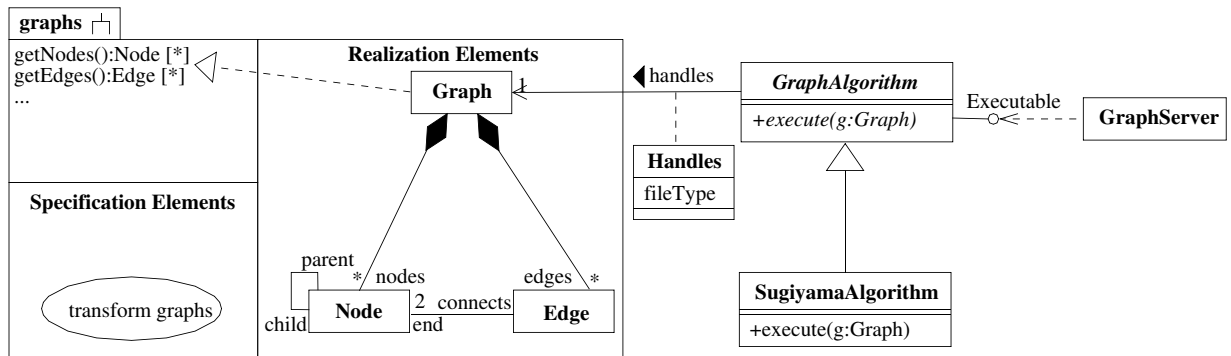 graphs
getNodes():Node [*]
getEdges():Edge [*]
...
Specification Elements
transform graphs
Realization Elements
Graph
1
handles
GraphAlgorithm
+execute(g:Graph)
Executable
GraphServer
Handles
fileType
parent
* nodes
edges *
Node
2 connects
Edge
child
end
SugiyamaAlgorithm
+execute(g:Graph)